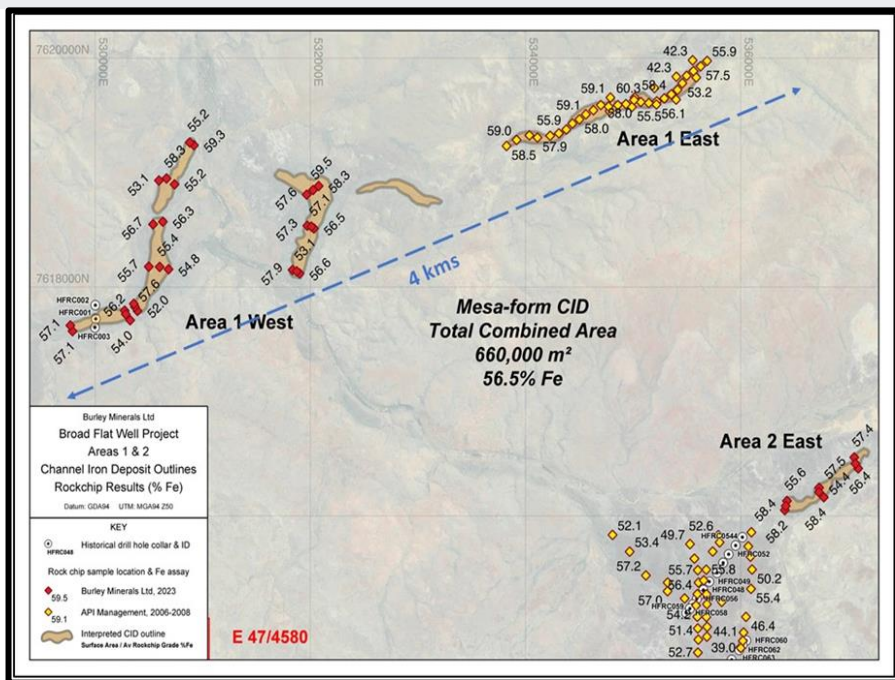 530000E
532000E
534000E
536000E
7620000N
7618000N
42.3
55.9
42.3
57.5
59.1
60.3
58.4
53.2
59.1
58.0
55.5
56.1
59.0
55.9
58.0
58.5
57.9
Area 1 East
55.2
58.3
59.3
53.1
55.2
56.7
56.3
55.4
55.7
54.8
57.6
56.2
52.0
54.0
57.1
57.1
HFRC002
HFRC001
HFRC003
59.5
57.6
58.3
57.1
57.3
56.5
53.1
57.9
56.6
Area 1 West
4 kms
Mesa-form CID
Total Combined Area
660,000 m²
56.5% Fe
Area 2 East
57.4
57.5
55.6
54.4
56.4
58.4
58.2
58.4
52.1
49.7
52.6
HFRC0544
53.4
HFRC052
57.2
55.7
55.8
50.2
56.4
HFRC049
HFRC048
55.4
57.0
HFRC056
HFRC059
HFRC058
54.2
51.4
44.1
46.4
HFRC060
52.7
39.0
HFRC062
HFRC063
Burley Minerals Ltd
Broad Flat Well Project
Areas 1 & 2
Channel Iron Deposit Outlines
Rockchip Results (% Fe)
Datum: GDA94 UTM: MGA94 Z50
KEY
HFRC048 Historical drill hole collar & ID
Rock chip sample location & Fe assay
59.5 Burley Minerals Ltd, 2023
59.1 API Management, 2006-2008
Interpreted CID outline
Surface Area / Av Rockchip Grade %Fe
E 47/4580